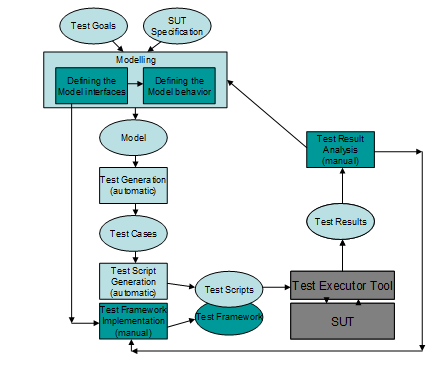 Test Goals
SUT
Specification
Modelling
Defining the
Model interfaces
Defining the
Model behavior
Model
Test Generation
(automatic)
Test Cases
Test Script
Generation
(automatic)
Test Framework
Implementation
(manual)
Test Scripts
Test Framework
Test Result
Analysis
(manual)
Test Results
Test Executor Tool
SUT